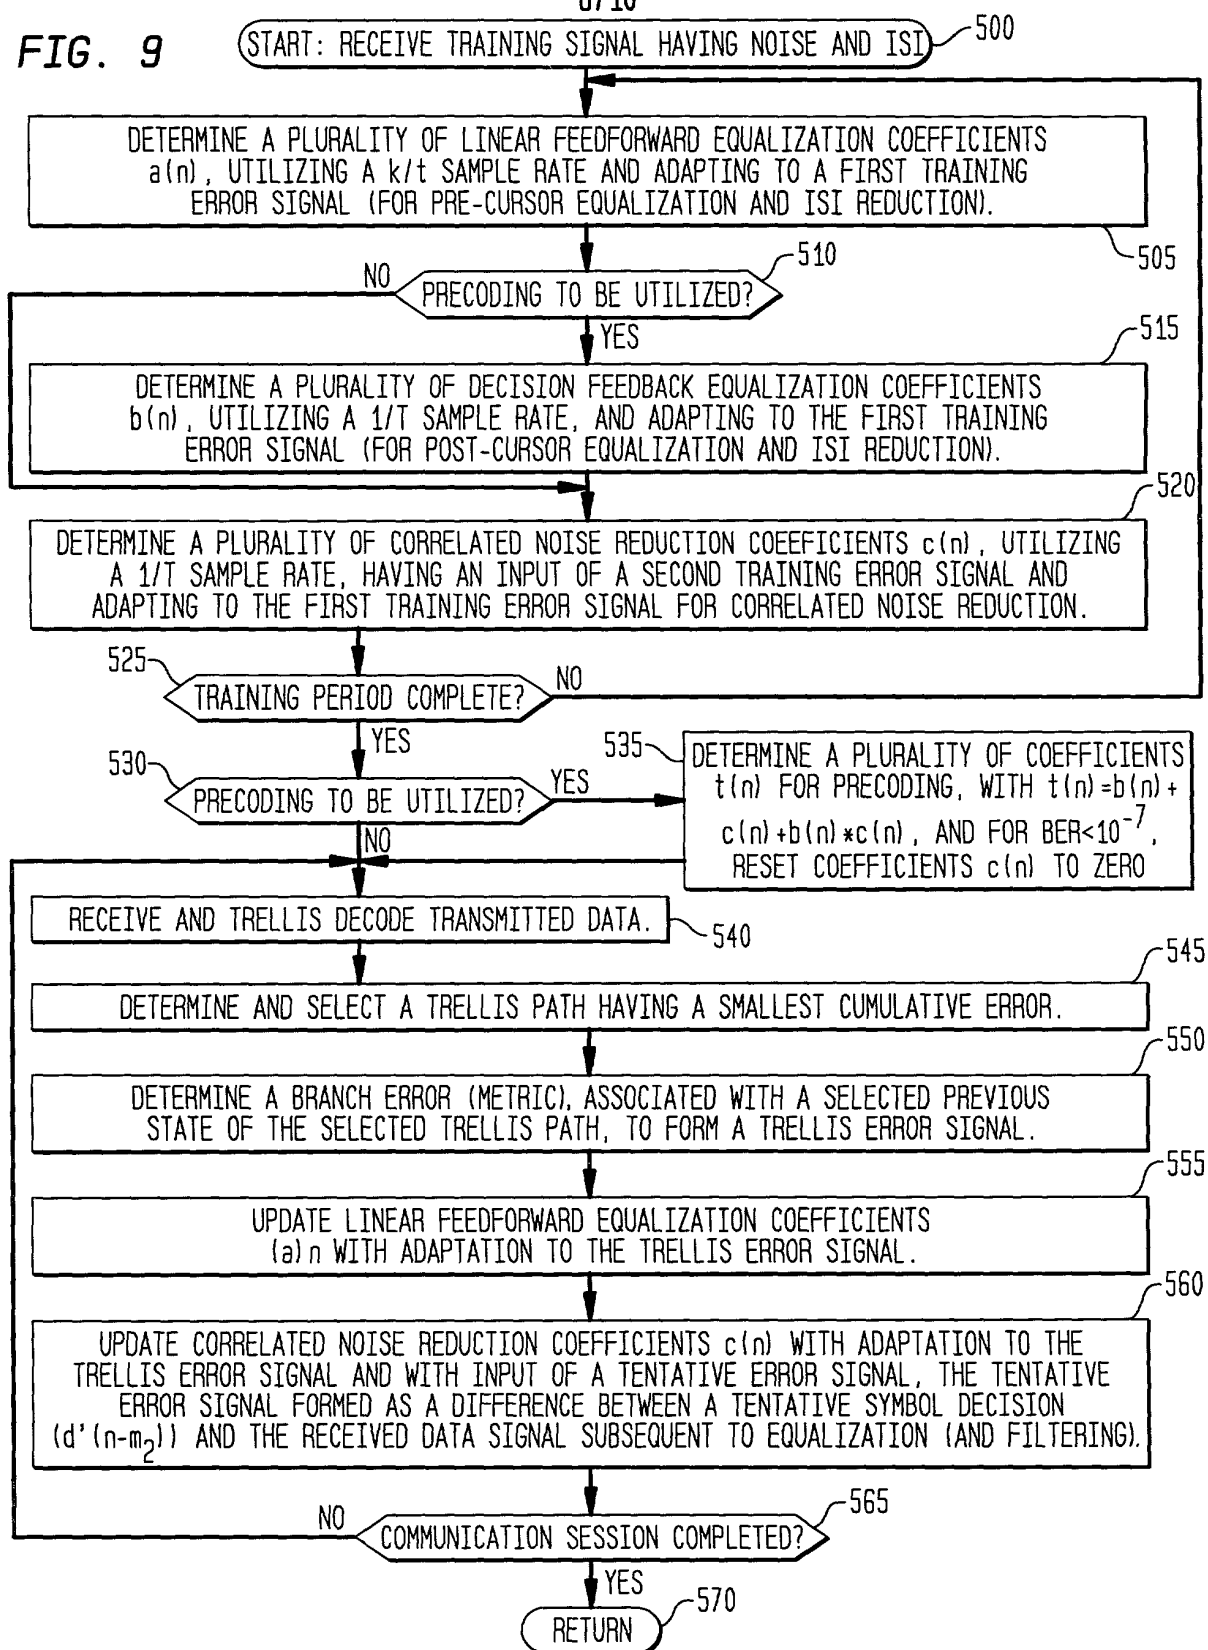 FIG. 9
START: RECEIVE TRAINING SIGNAL HAVING NOISE AND ISI
500
DETERMINE A PLURALITY OF LINEAR FEEDFORWARD EQUALIZATION COEFFICIENTS
a(n), UTILIZING A k/t SAMPLE RATE AND ADAPTING TO A FIRST TRAINING
ERROR SIGNAL (FOR PRE-CURSOR EQUALIZATION AND ISI REDUCTION).
505
510
NO
PRECODING TO BE UTILIZED?
YES
515
DETERMINE A PLURALITY OF DECISION FEEDBACK EQUALIZATION COEFFICIENTS
b(n), UTILIZING A 1/T SAMPLE RATE, AND ADAPTING TO THE FIRST TRAINING
ERROR SIGNAL (FOR POST-CURSOR EQUALIZATION AND ISI REDUCTION).
520
DETERMINE A PLURALITY OF CORRELATED NOISE REDUCTION COEEFICIENTS c(n), UTILIZING
A 1/T SAMPLE RATE, HAVING AN INPUT OF A SECOND TRAINING ERROR SIGNAL AND
ADAPTING TO THE FIRST TRAINING ERROR SIGNAL FOR CORRELATED NOISE REDUCTION.
525
TRAINING PERIOD COMPLETE?
NO
YES
530
PRECODING TO BE UTILIZED?
YES
NO
535
DETERMINE A PLURALITY OF COEFFICIENTS
t(n) FOR PRECODING, WITH t(n)=b(n)+
c(n)+b(n)*c(n), AND FOR BER<10⁻⁷,
RESET COEFFICIENTS c(n) TO ZERO
RECEIVE AND TRELLIS DECODE TRANSMITTED DATA.
540
545
DETERMINE AND SELECT A TRELLIS PATH HAVING A SMALLEST CUMULATIVE ERROR.
550
DETERMINE A BRANCH ERROR (METRIC), ASSOCIATED WITH A SELECTED PREVIOUS
STATE OF THE SELECTED TRELLIS PATH, TO FORM A TRELLIS ERROR SIGNAL.
555
UPDATE LINEAR FEEDFORWARD EQUALIZATION COEFFICIENTS
(a)n WITH ADAPTATION TO THE TRELLIS ERROR SIGNAL.
560
UPDATE CORRELATED NOISE REDUCTION COEFFICIENTS c(n) WITH ADAPTATION TO THE
TRELLIS ERROR SIGNAL AND WITH INPUT OF A TENTATIVE ERROR SIGNAL, THE TENTATIVE
ERROR SIGNAL FORMED AS A DIFFERENCE BETWEEN A TENTATIVE SYMBOL DECISION
(d'(n-m₂)) AND THE RECEIVED DATA SIGNAL SUBSEQUENT TO EQUALIZATION (AND FILTERING).
565
NO
COMMUNICATION SESSION COMPLETED?
YES
570
RETURN